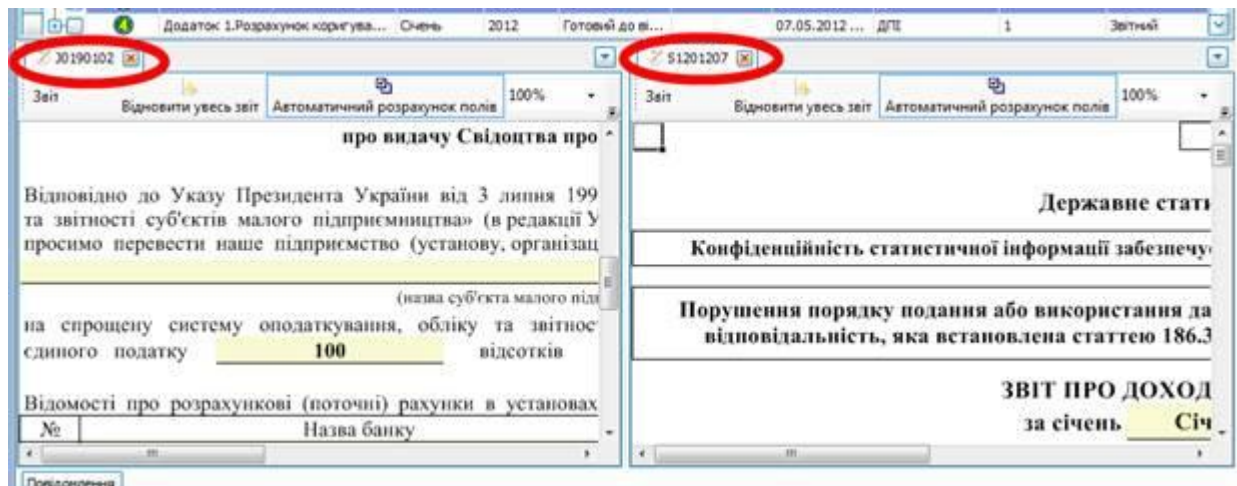 4 Додаток 1.Розрахунок коригува... Січень 2012 Готовий до ві... 07.05.2012 ... ДПІ 1 Звітний
J0190102
Звіт Відновити увесь звіт Автоматичний розрахунок полів 100%
про видачу Свідоцтва про
Відповідно до Указу Президента України від 3 липня 199
та звітності суб'єктів малого підприємництва» (в редакції У
просимо перевести наше підприємство (установу, організац
(назва суб'єкта малого підп
на спрощену систему оподаткування, обліку та звітнос
єдиного податку 100 відсотків
Відомості про розрахункові (поточні) рахунки в установах
№ Назва банку
S1201207
Звіт Відновити увесь звіт Автоматичний розрахунок полів 100%
Державне стати
Конфіденційність статистичної інформації забезпечу
Порушення порядку подання або використання да
відповідальність, яка встановлена статтею 186.3
ЗВІТ ПРО ДОХОД
за січень Січ
Повідомлення